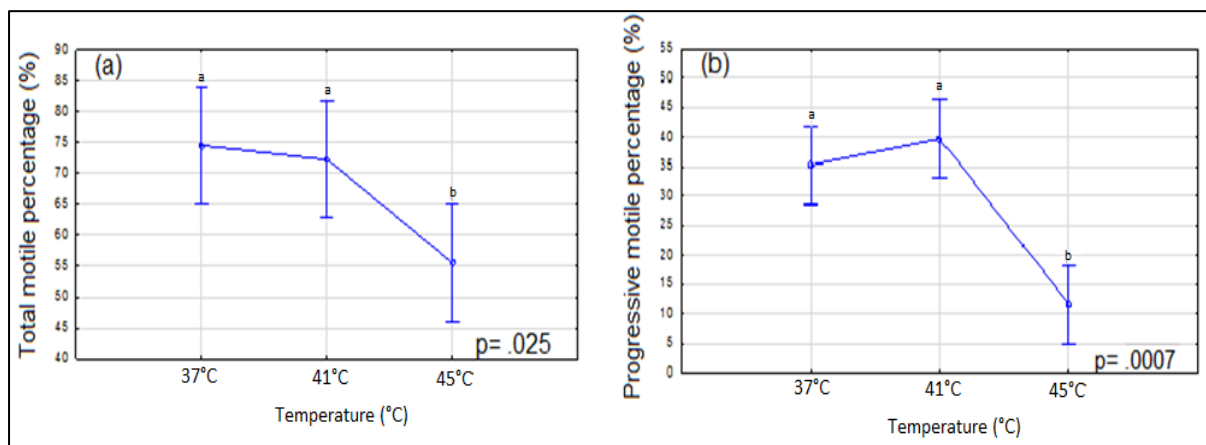 Total motile percentage (%)
(a)
90
85
80
75
70
65
60
55
50
45
40
a
a
b
p= .025
37°C
41°C
45°C
Temperature (°C)
Progressive motile percentage (%)
(b)
55
50
45
40
35
30
25
20
15
10
5
0
a
a
b
p= .0007
37°C
41°C
45°C
Temperature (°C)